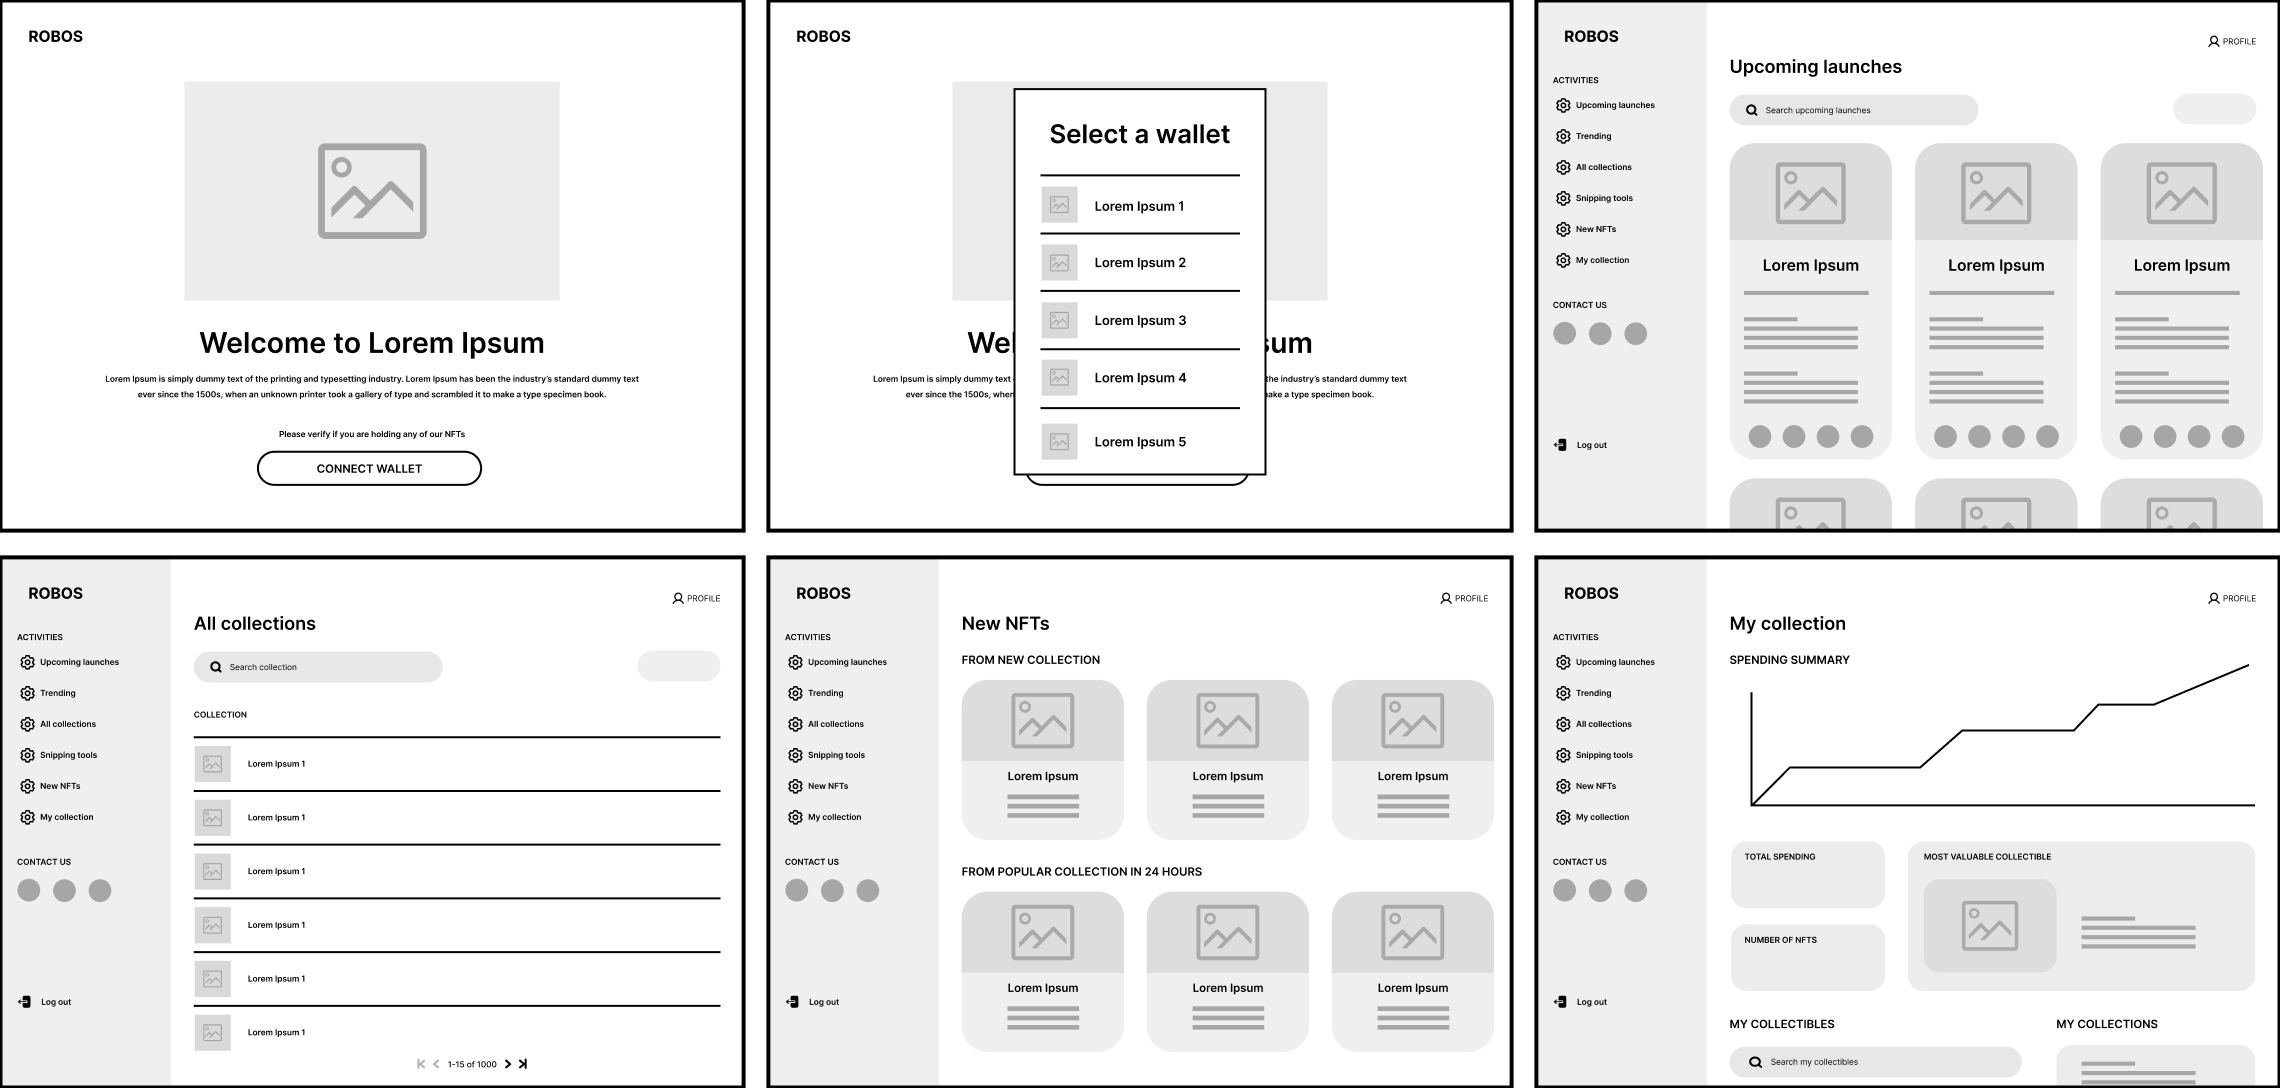 ROBOS
Welcome to Lorem Ipsum
Lorem Ipsum is simply dummy text of the printing and typesetting industry. Lorem Ipsum has been the industry's standard dummy text
ever since the 1500s, when an unknown printer took a gallery of type and scrambled it to make a type specimen book.
Please verify if you are holding any of our NFTs
CONNECT WALLET
ROBOS
Select a wallet
Lorem Ipsum 1
Lorem Ipsum 2
Lorem Ipsum 3
Lorem Ipsum 4
Lorem Ipsum 5
Lorem Ipsum is simply dummy text the industry's standard dummy text
ever since the 1500s, when a type specimen book.
ROBOS
ACTIVITIES
Upcoming launches
Trending
All collections
Snipping tools
New NFTs
My collection
CONTACT US
Log out
PROFILE
Upcoming launches
Search upcoming launches
Lorem Ipsum
Lorem Ipsum
Lorem Ipsum
ROBOS
ACTIVITIES
Upcoming launches
Trending
All collections
Snipping tools
New NFTs
My collection
CONTACT US
Log out
PROFILE
All collections
Search collection
COLLECTION
Lorem Ipsum 1
Lorem Ipsum 1
Lorem Ipsum 1
Lorem Ipsum 1
Lorem Ipsum 1
Lorem Ipsum 1
1-15 of 1000
ROBOS
ACTIVITIES
Upcoming launches
Trending
All collections
Snipping tools
New NFTs
My collection
CONTACT US
Log out
PROFILE
New NFTs
FROM NEW COLLECTION
Lorem Ipsum
Lorem Ipsum
Lorem Ipsum
FROM POPULAR COLLECTION IN 24 HOURS
Lorem Ipsum
Lorem Ipsum
Lorem Ipsum
ROBOS
ACTIVITIES
Upcoming launches
Trending
All collections
Snipping tools
New NFTs
My collection
CONTACT US
Log out
PROFILE
My collection
SPENDING SUMMARY
TOTAL SPENDING
NUMBER OF NFTS
MOST VALUABLE COLLECTIBLE
MY COLLECTIBLES
Search my collectibles
MY COLLECTIONS